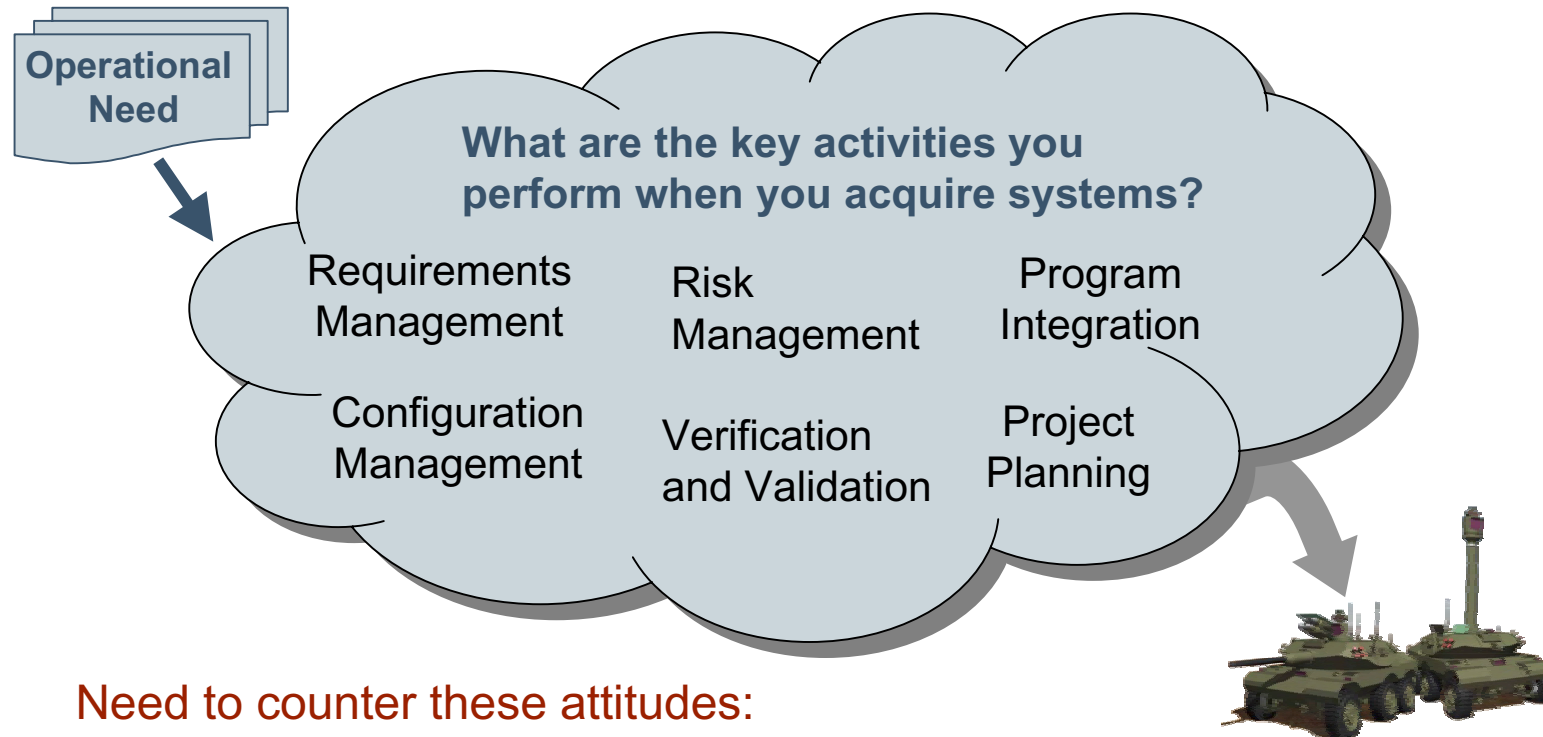 Operational
Need
What are the key activities you
perform when you acquire systems?
Requirements
Management
Risk
Management
Program
Integration
Configuration
Management
Verification
and Validation
Project
Planning
Need to counter these attitudes: